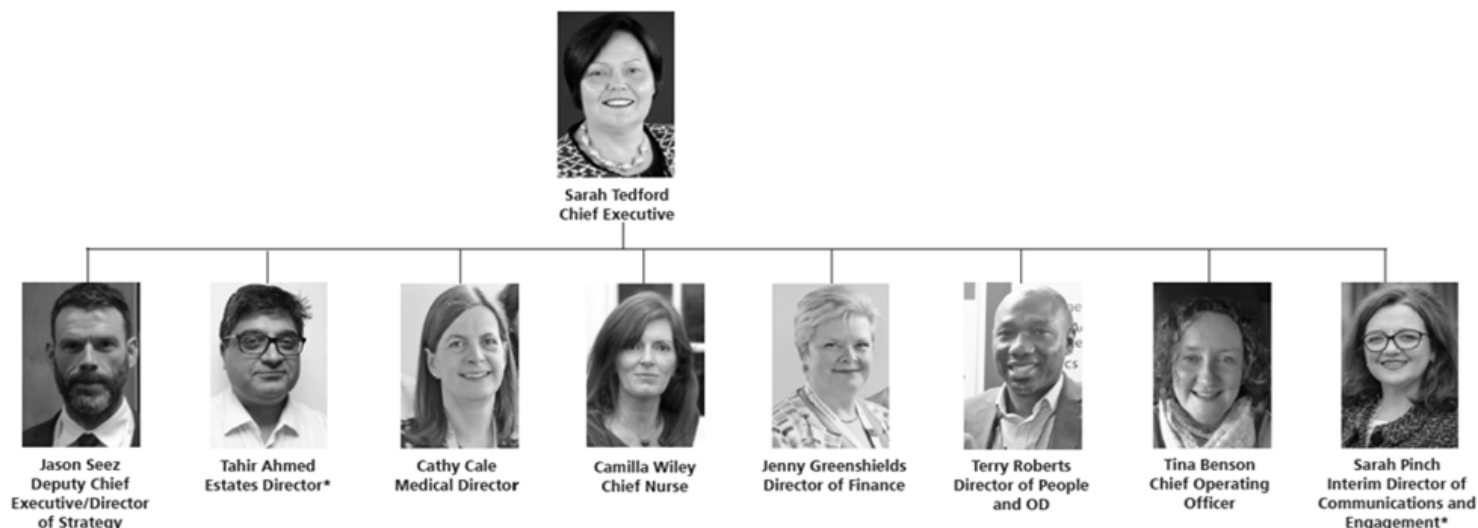 Sarah Tedford
Chief Executive
Jason Seez
Deputy Chief
Executive/Director
of Strategy
Tahir Ahmed
Estates Director*
Cathy Cale
Medical Director
Camilla Wiley
Chief Nurse
Jenny Greenshields
Director of Finance
Terry Roberts
Director of People
and OD
Tina Benson
Chief Operating
Officer
Sarah Pinch
Interim Director of
Communications and
Engagement*